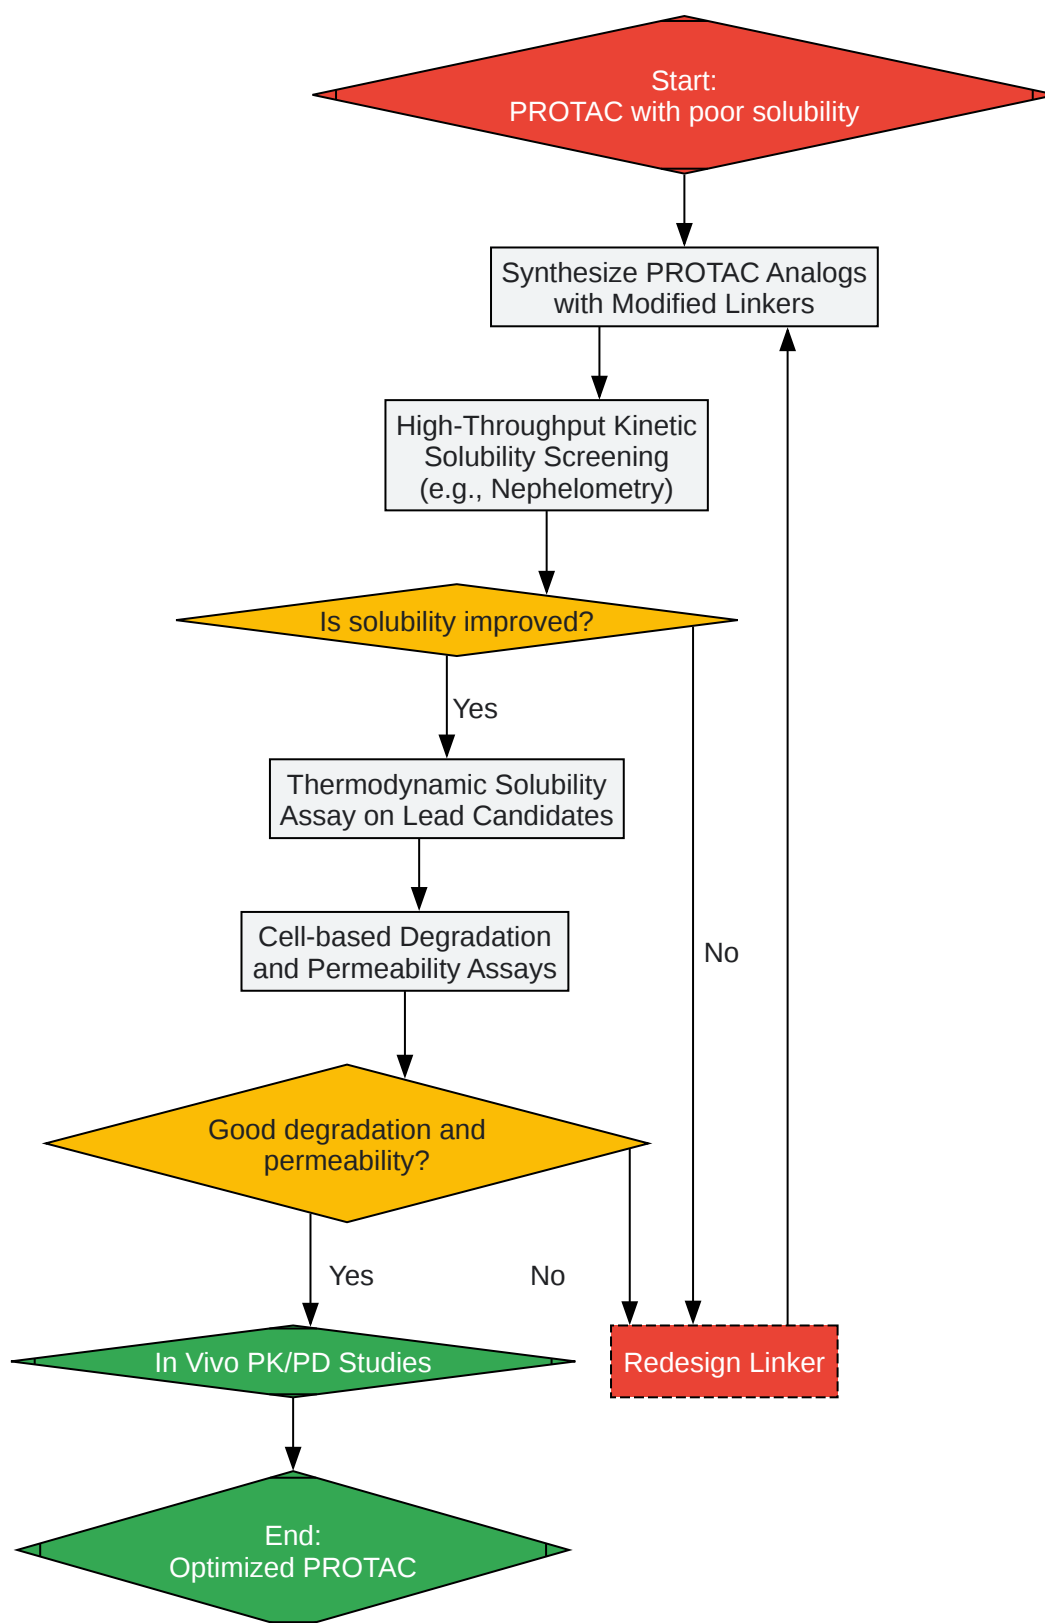 Start:
PROTAC with poor solubility
Synthesize PROTAC Analogs
with Modified Linkers
High-Throughput Kinetic
Solubility Screening
(e.g., Nephelometry)
Is solubility improved?
Yes
Thermodynamic Solubility
Assay on Lead Candidates
Cell-based Degradation
and Permeability Assays
No
Good degradation and
permeability?
Yes
No
In Vivo PK/PD Studies
Redesign Linker
End:
Optimized PROTAC